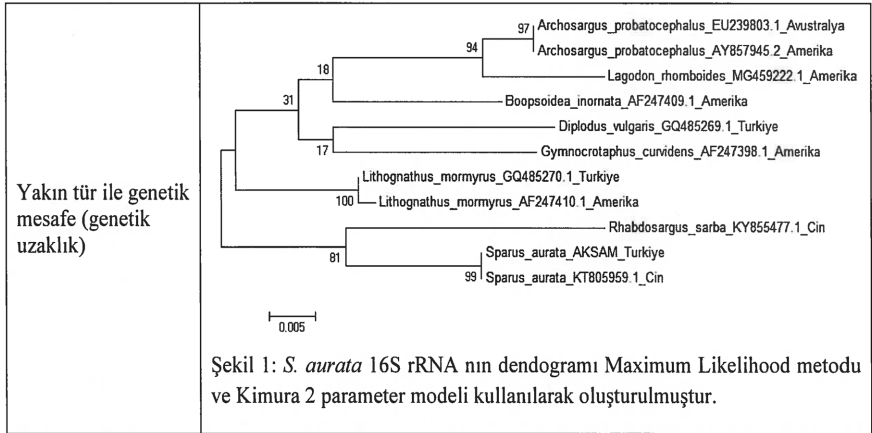 Yakın tür ile genetik
mesafe (genetik
uzaklık)
97 Archosargus_probatocephalus_EU239803.1_Avustralya
Archosargus_probatocephalus_AY857945.2_Amerika
94
Lagodon_rhomboides_MG459222.1_Amerika
18
Boopsoidea_inornata_AF247409.1_Amerika
31
Diplodus_vulgaris_GQ485269.1_Turkiye
17
Gymnocrotaphus_curvidens_AF247398.1_Amerika
Lithognathus_mormyrus_GQ485270.1_Turkiye
100 Lithognathus_mormyrus_AF247410.1_Amerika
Rhabdosargus_sarba_KY855477.1_Cin
81
Sparus_aurata_AKSAM_Turkiye
99 Sparus_aurata_KT805959.1_Cin
0.005
Şekil 1: S. aurata 16S rRNA nın dendogramı Maximum Likelihood metodu
ve Kimura 2 parameter modeli kullanılarak oluşturulmuştur.